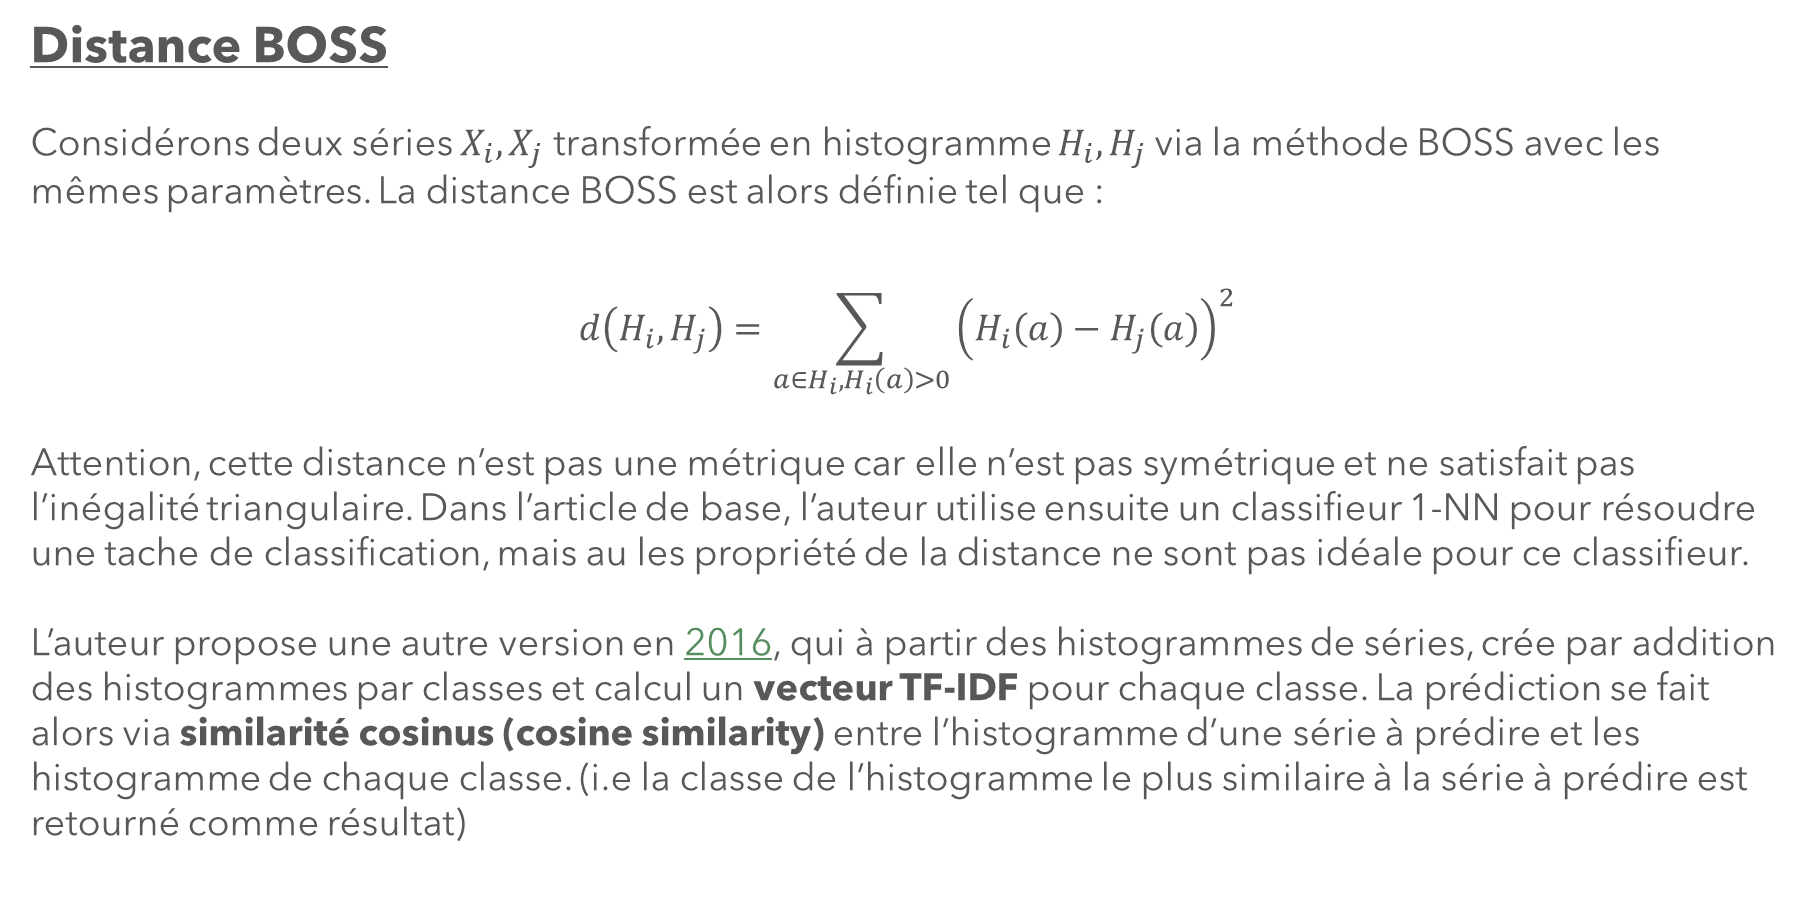 Distance BOSS
Considérons deux séries X_i, X_j transformée en histogramme H_i, H_j via la méthode BOSS avec les
mêmes paramètres. La distance BOSS est alors définie tel que :
d(H_i, H_j) = ∑_{a∈H_i,H_i(a)>0} (H_i(a) − H_j(a))^2
Attention, cette distance n’est pas une métrique car elle n’est pas symétrique et ne satisfait pas
l’inégalité triangulaire. Dans l’article de base, l’auteur utilise ensuite un classifieur 1-NN pour résoudre
une tache de classification, mais au les propriété de la distance ne sont pas idéale pour ce classifieur.
L’auteur propose une autre version en 2016, qui à partir des histogrammes de séries, crée par addition
des histogrammes par classes et calcul un vecteur TF-IDF pour chaque classe. La prédiction se fait
alors via similarité cosinus (cosine similarity) entre l’histogramme d’une série à prédire et les
histogramme de chaque classe. (i.e la classe de l’histogramme le plus similaire à la série à prédire est
retourné comme résultat)